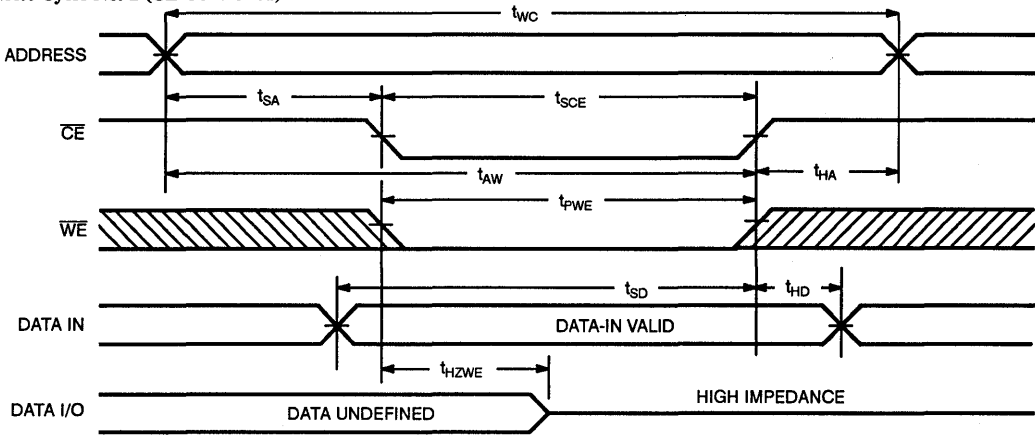 tWC
ADDRESS
tSA
tSCE
CE
tAW
tHA
tPWE
WE
tSD
tHD
DATA IN
DATA-IN VALID
tHZWE
DATA I/O
DATA UNDEFINED
HIGH IMPEDANCE